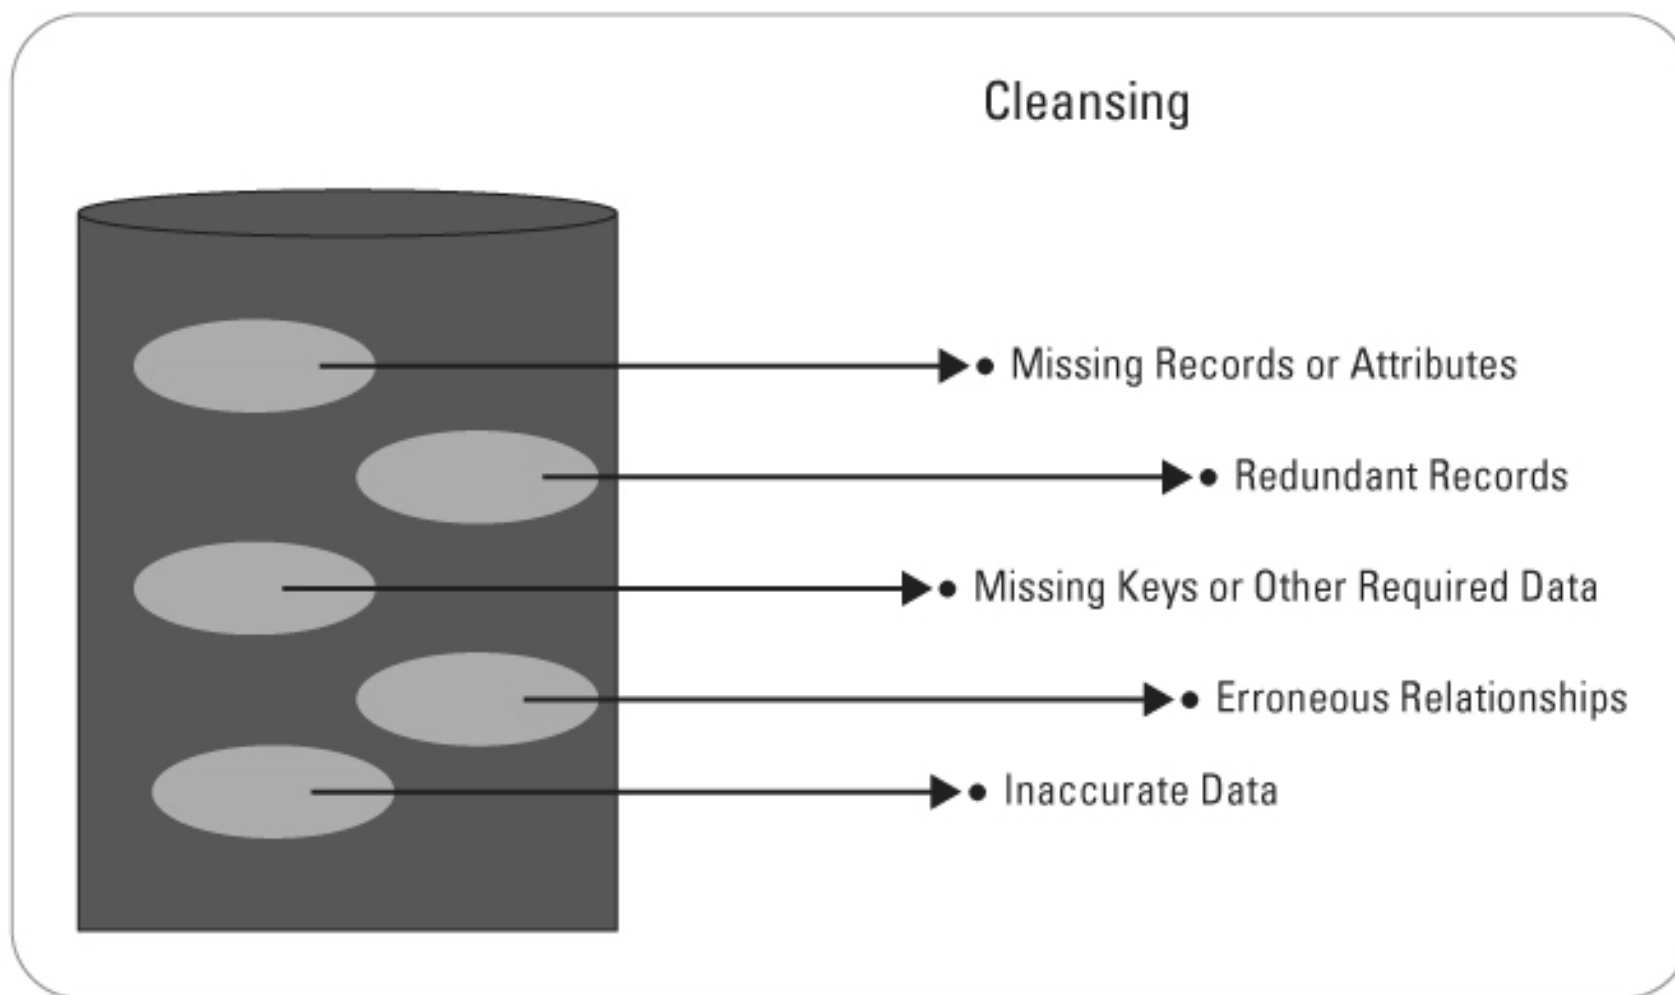 Cleansing
• Missing Records or Attributes
• Redundant Records
• Missing Keys or Other Required Data
• Erroneous Relationships
• Inaccurate Data